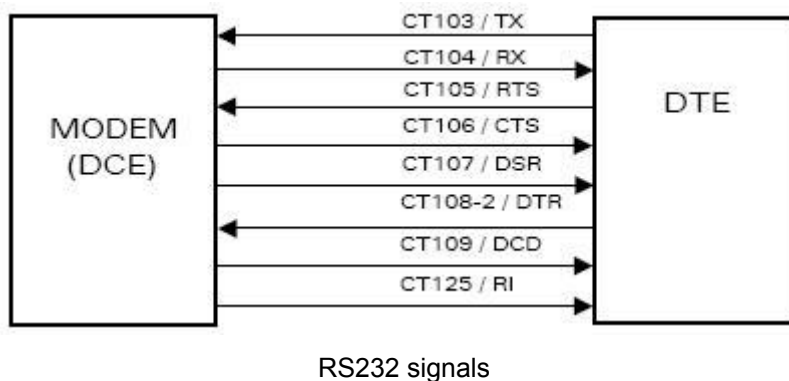 CT103 / TX
CT104 / RX
CT105 / RTS
CT106 / CTS
CT107 / DSR
CT108-2 / DTR
CT109 / DCD
CT125 / RI
MODEM
(DCE)
DTE
RS232 signals